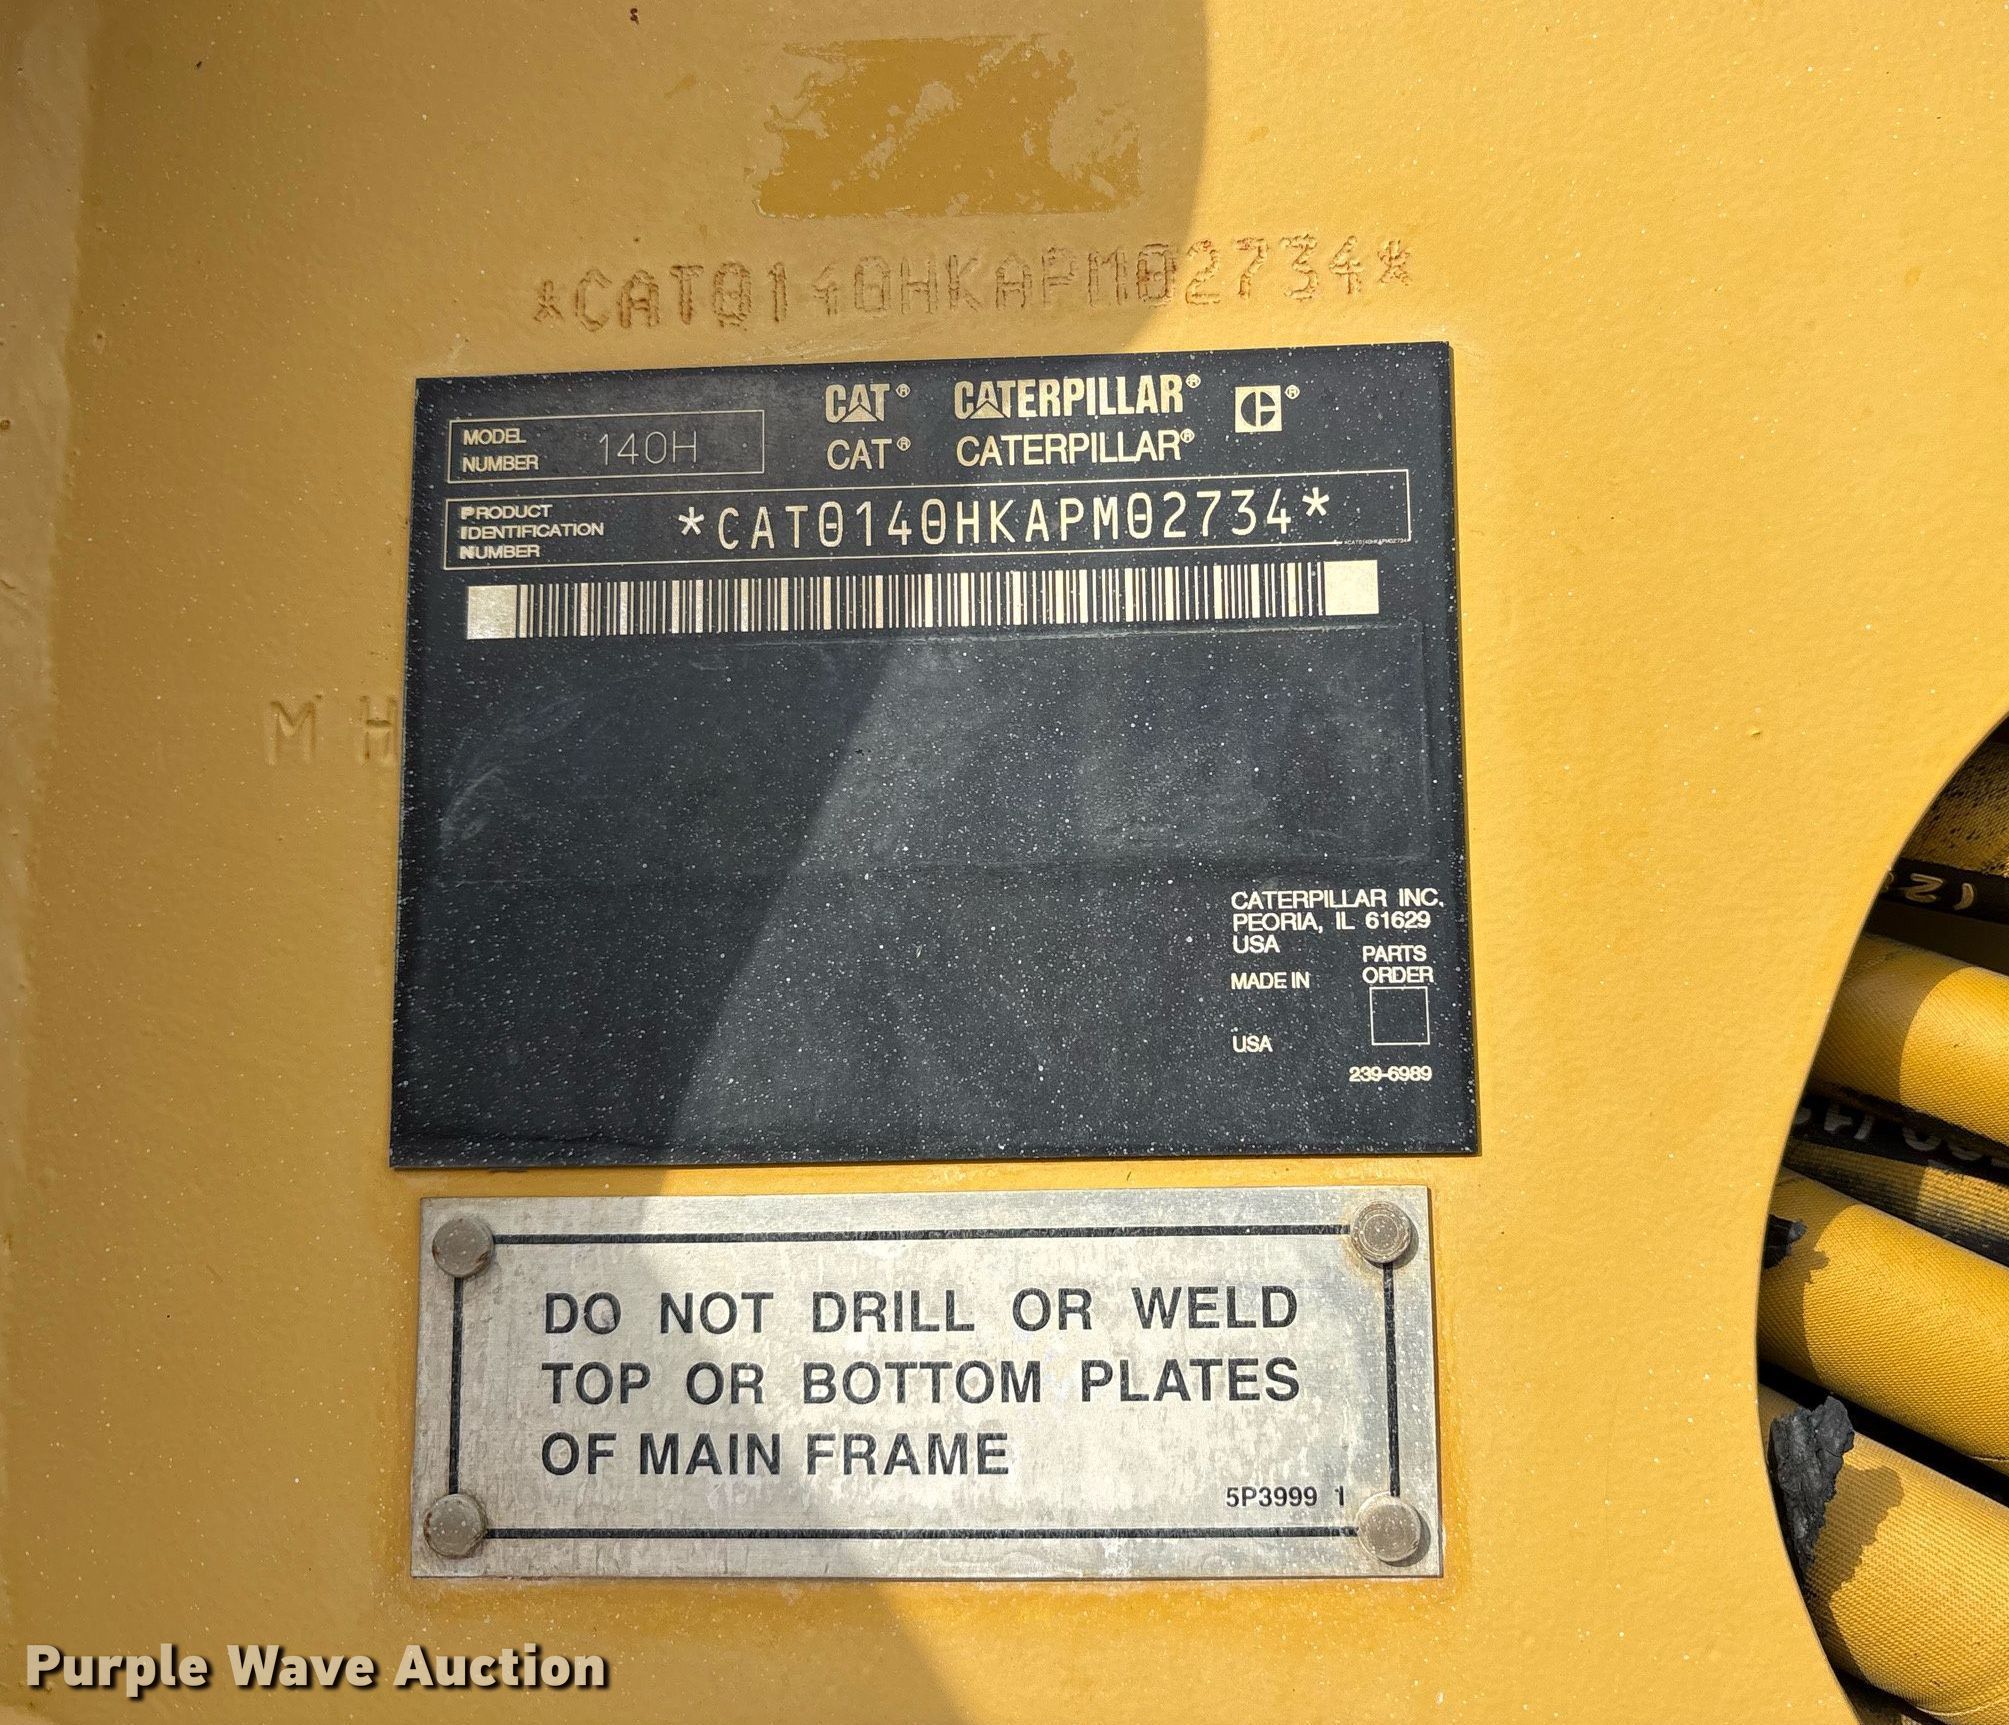 *CAT0140HKAPM02734*
CAT® CATERPILLAR® ®
MODEL NUMBER 140H
CAT® CATERPILLAR®
PRODUCT IDENTIFICATION NUMBER *CAT0140HKAPM02734*
*CAT0140HKAPM02734*
M H
CATERPILLAR INC.
PEORIA, IL 61629
USA
MADE IN
PARTS
ORDER
USA
239-6989
DO NOT DRILL OR WELD
TOP OR BOTTOM PLATES
OF MAIN FRAME
5P3999 1
Purple Wave Auction